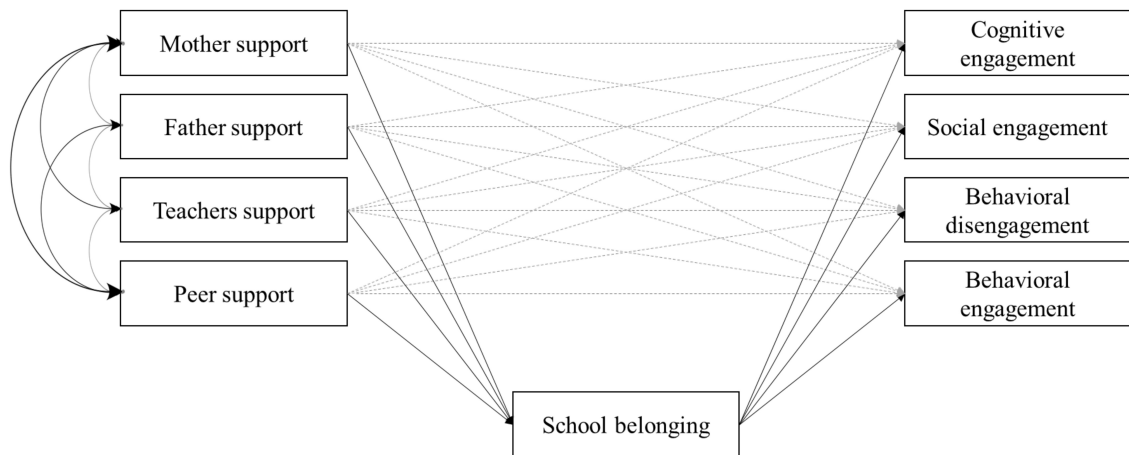 Mother support
Cognitive
engagement
Father support
Social engagement
Teachers support
Behavioral
disengagement
Peer support
Behavioral
engagement
School belonging